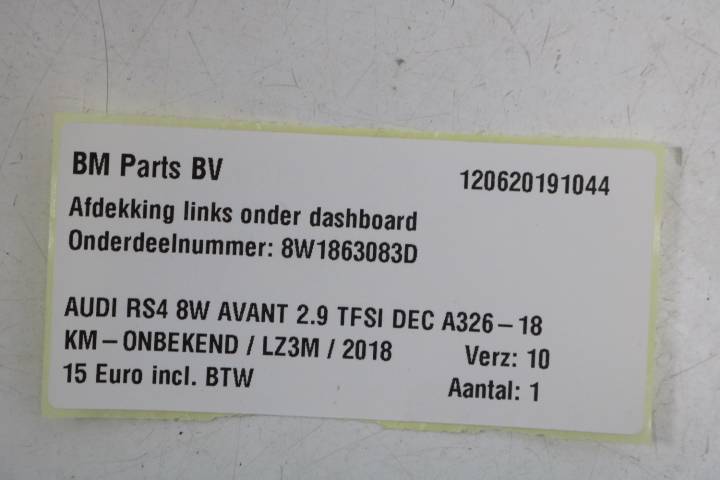 BM Parts BV 120620191044
Afdekking links onder dashboard
Onderdeelnummer: 8W1863083D
AUDI RS4 8W AVANT 2.9 TFSI DEC A326-18
KM-ONBEKEND / LZ3M / 2018 Verz: 10
15 Euro incl. BTW Aantal: 1